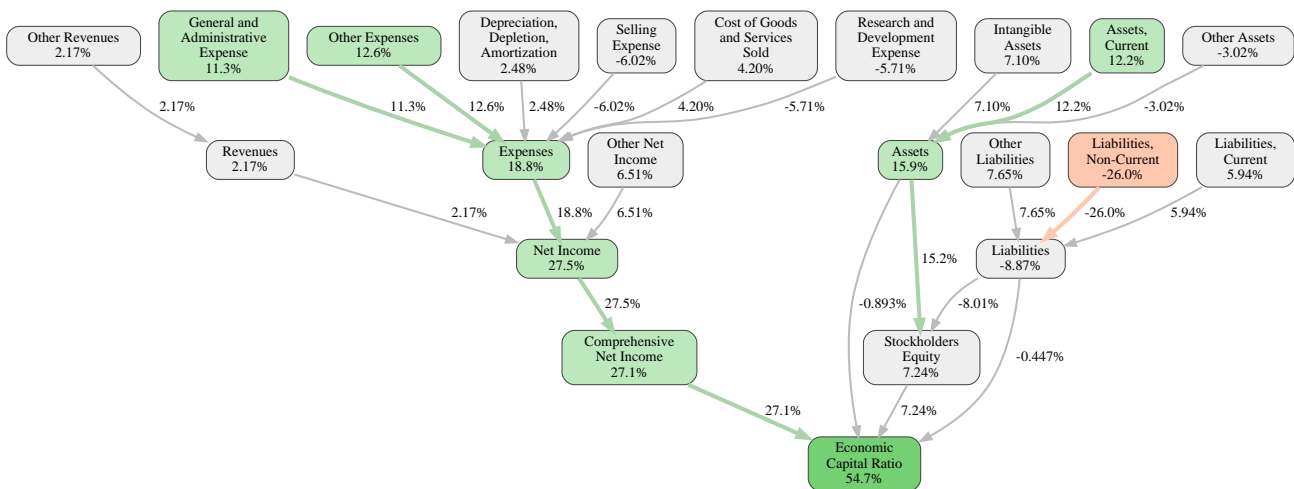 Other Revenues
2.17%
General and
Administrative
Expense
11.3%
Other Expenses
12.6%
Depreciation,
Depletion,
Amortization
2.48%
Selling
Expense
-6.02%
Cost of Goods
and Services
Sold
4.20%
Research and
Development
Expense
-5.71%
Intangible
Assets
7.10%
Assets,
Current
12.2%
Other Assets
-3.02%
2.17%
11.3%
12.6%
2.48%
-6.02%
4.20%
-5.71%
7.10%
12.2%
-3.02%
Revenues
2.17%
Expenses
18.8%
Other Net
Income
6.51%
Assets
15.9%
Other
Liabilities
7.65%
Liabilities,
Non-Current
-26.0%
Liabilities,
Current
5.94%
2.17%
18.8%
6.51%
7.65%
-26.0%
5.94%
Net Income
27.5%
Liabilities
-8.87%
15.2%
27.5%
-0.893%
-8.01%
Comprehensive
Net Income
27.1%
Stockholders
Equity
7.24%
-0.447%
27.1%
7.24%
Economic
Capital Ratio
54.7%